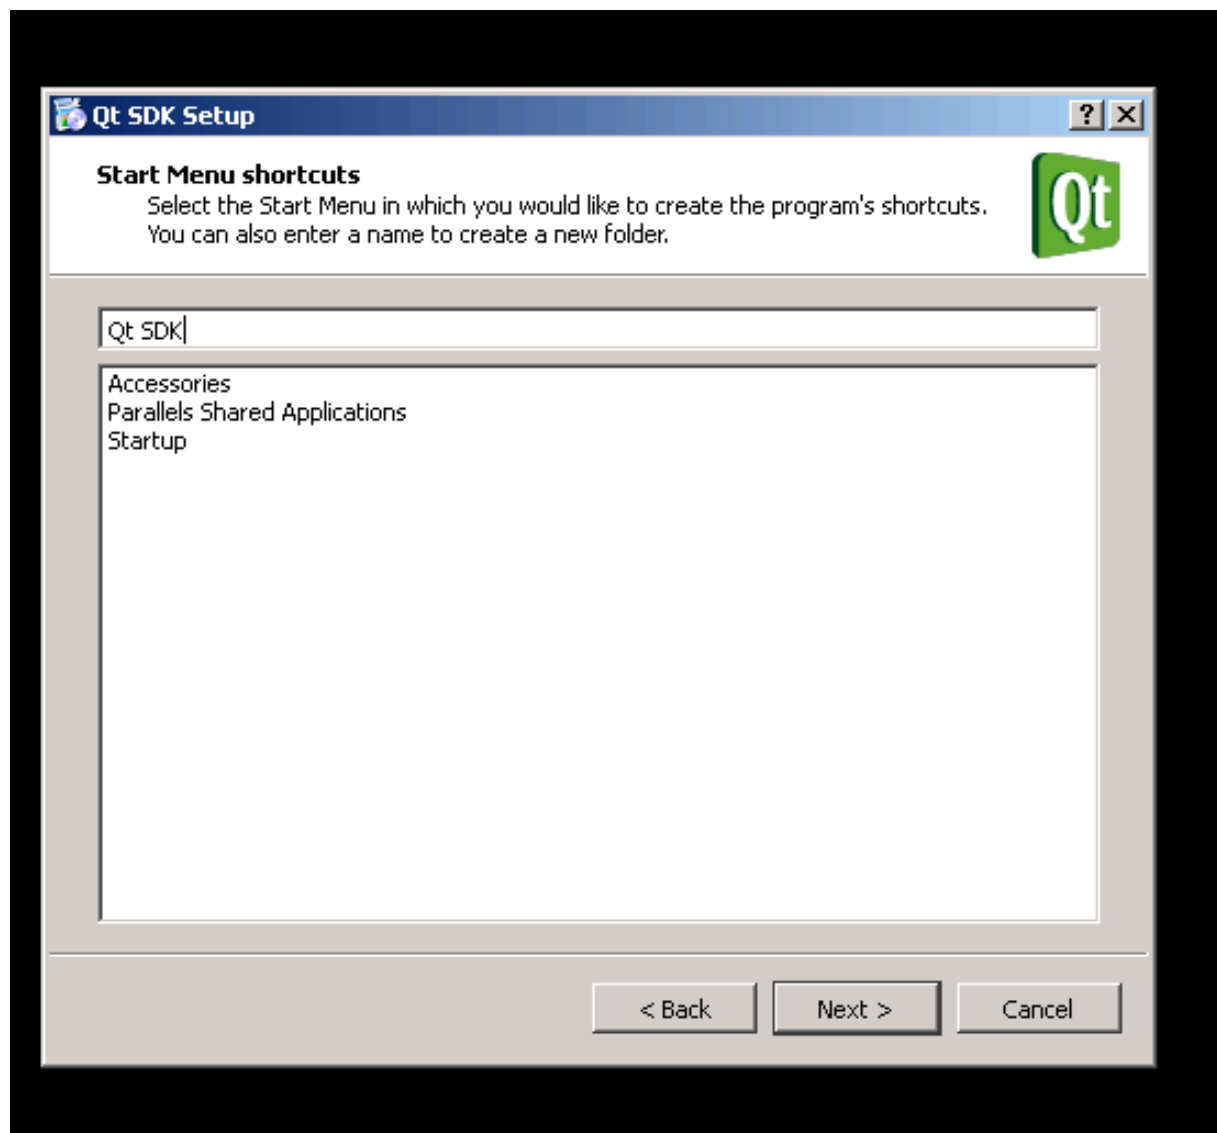 Qt SDK Setup
?
Start Menu shortcuts
Select the Start Menu in which you would like to create the program's shortcuts.
You can also enter a name to create a new folder.
Qt
Qt SDK
Accessories
Parallels Shared Applications
Startup
< Back
Next >
Cancel